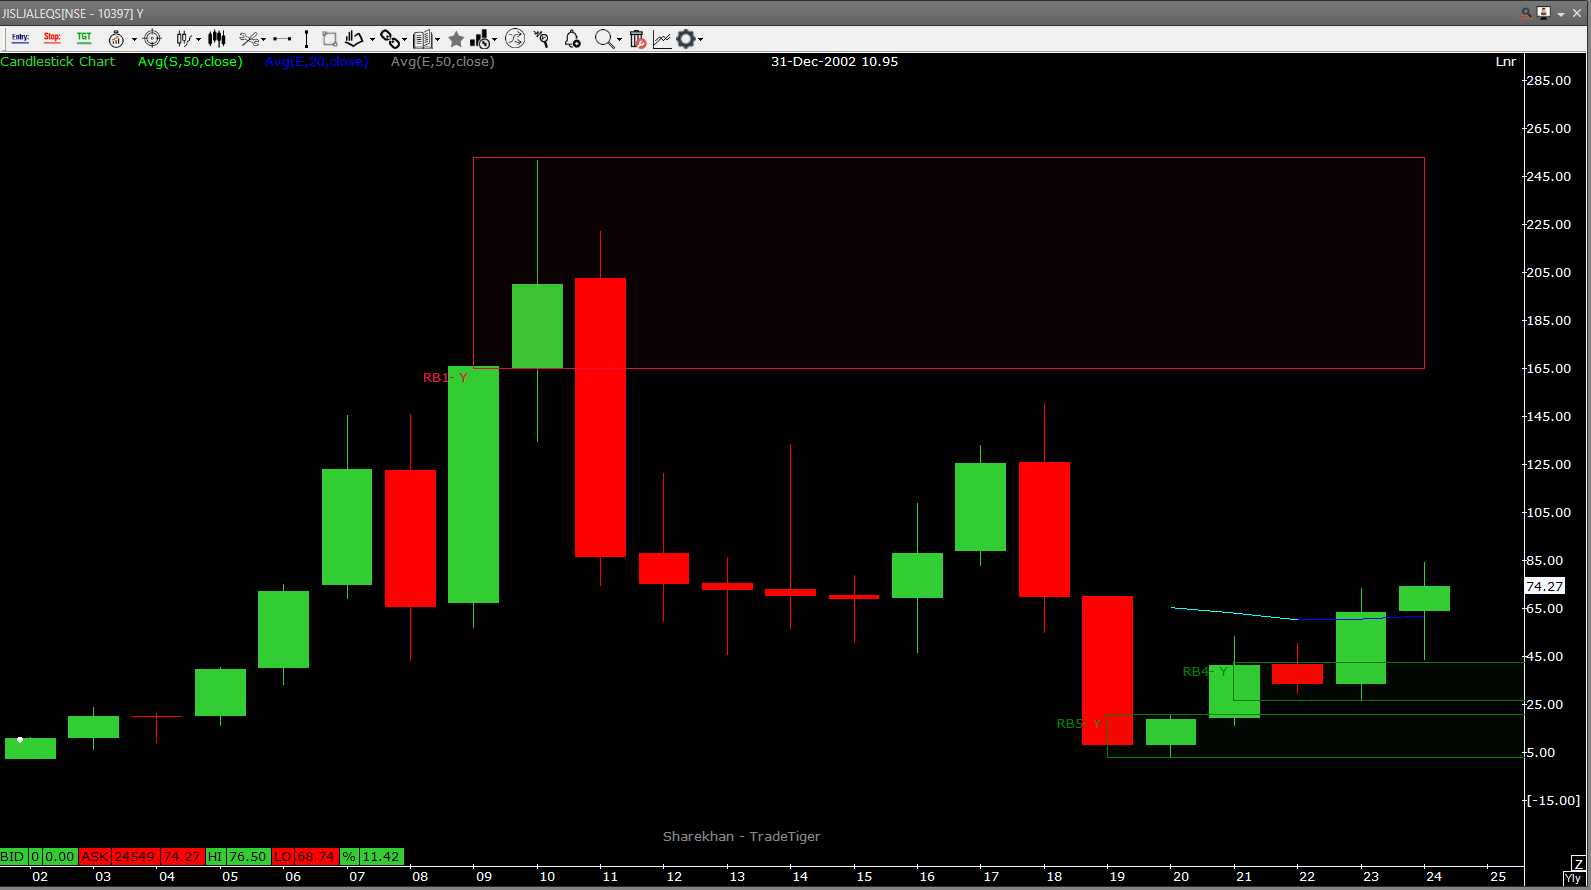 JISLJALEQS[NSE - 10397] Y
Entry: Stop: TGT
Candlestick Chart Avg(S,50,close) Avg(E,20,close) Avg(E,50,close) 31-Dec-2002 10.95 Lnr
285.00
265.00
245.00
225.00
205.00
185.00
165.00
RB1- Y
145.00
125.00
105.00
85.00
74.27
65.00
45.00
RB4- Y
25.00
RB5- Y
5.00
[-15.00]
Sharekhan - TradeTiger
BID 0 0.00 ASK 24549 74.27 HI 76.50 LO 68.74 % 11.42
Z
02 03 04 05 06 07 08 09 10 11 12 13 14 15 16 17 18 19 20 21 22 23 24 25 Yly